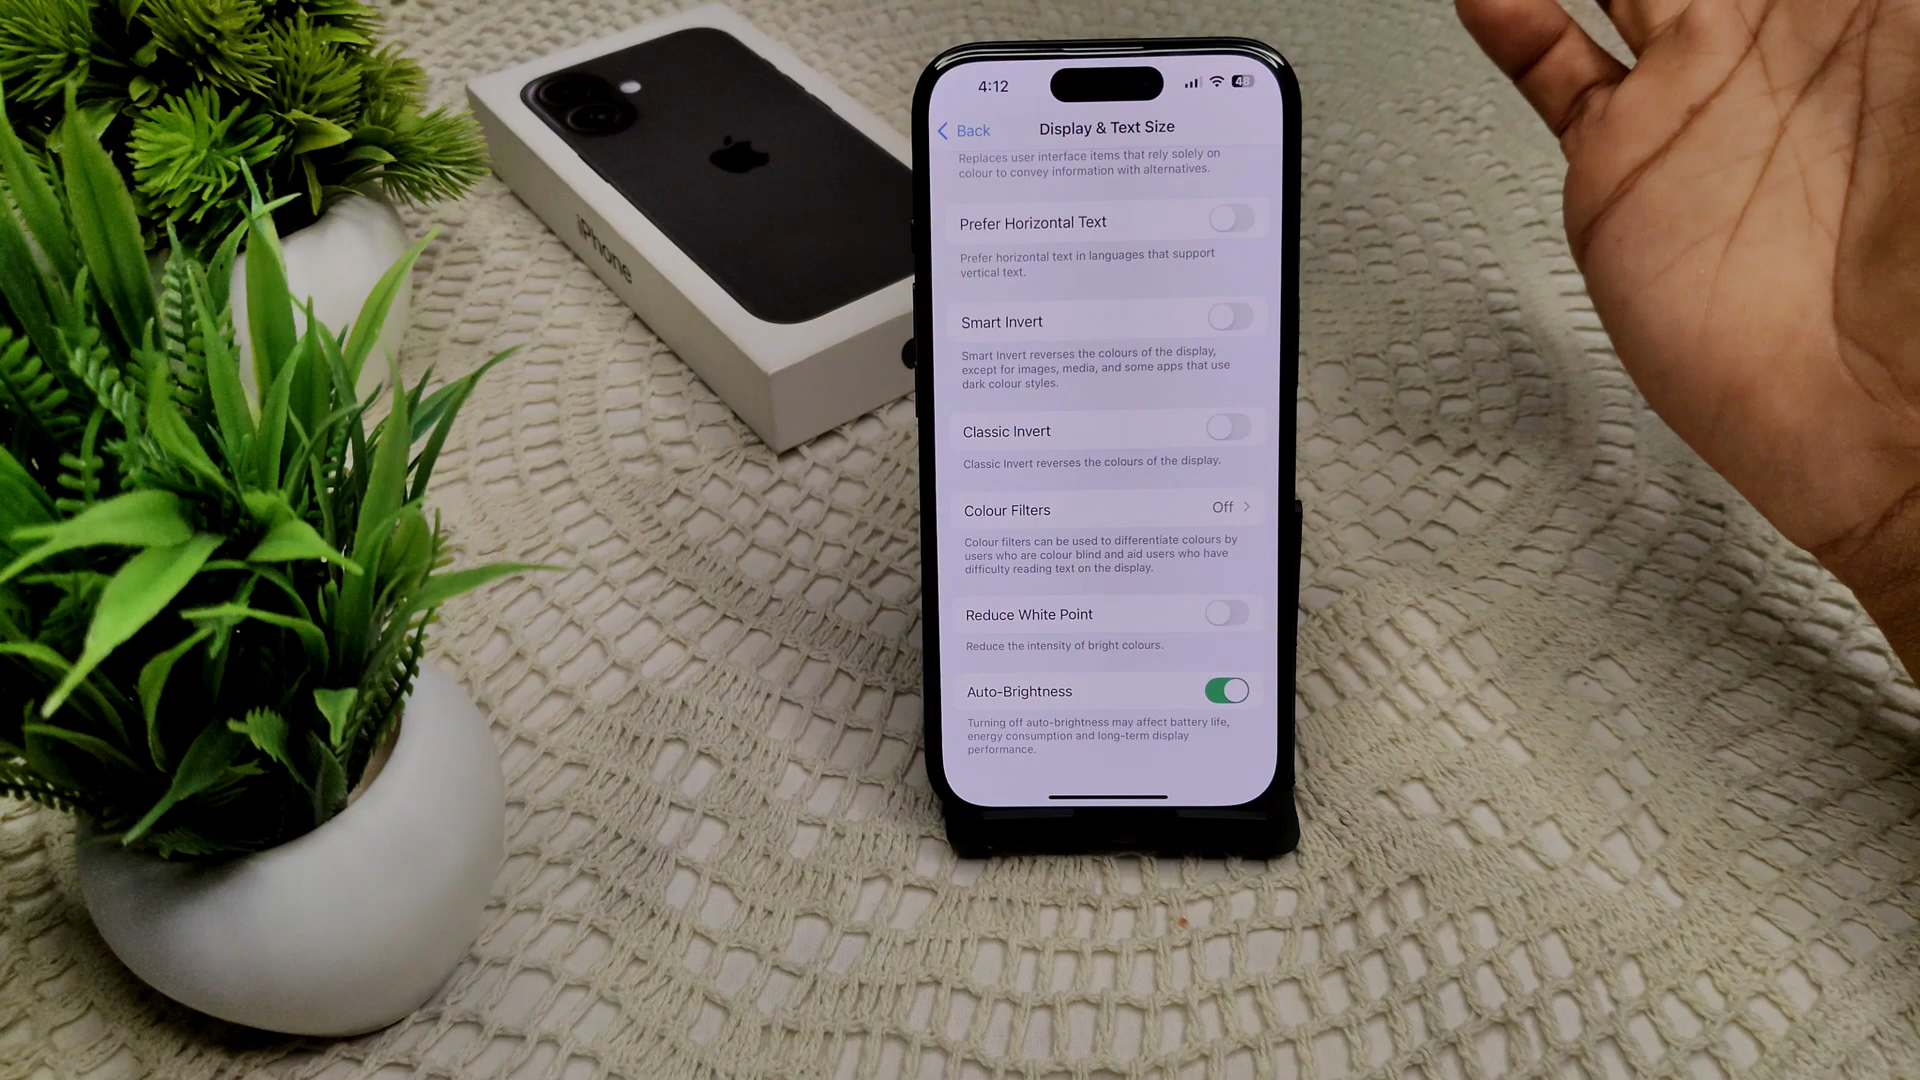 iPhone
4:12
48
Back
Display & Text Size
Replaces user interface items that rely solely on
colour to convey information with alternatives.
Prefer Horizontal Text
Prefer horizontal text in languages that support
vertical text.
Smart Invert
Smart Invert reverses the colours of the display,
except for images, media, and some apps that use
dark colour styles.
Classic Invert
Classic Invert reverses the colours of the display.
Colour Filters
Off
Colour filters can be used to differentiate colours by
users who are colour blind and aid users who have
difficulty reading text on the display.
Reduce White Point
Reduce the intensity of bright colours.
Auto-Brightness
Turning off auto-brightness may affect battery life,
energy consumption and long-term display
performance.